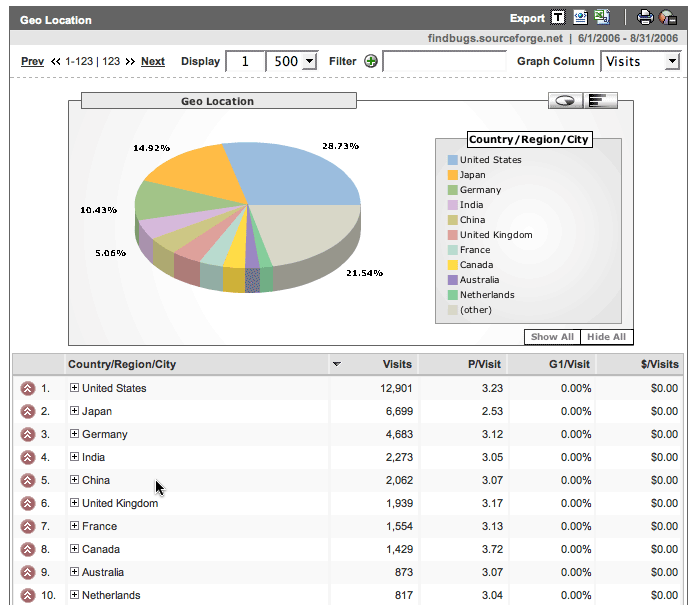 Geo Location Export T
findbugs.sourceforge.net | 6/1/2006 - 8/31/2006
Prev 1-123 | 123 Next Display 1 500 Filter Graph Column Visits
Geo Location
28.73%
14.92%
10.43%
5.06%
21.54%
Country/Region/City
United States
Japan
Germany
India
China
United Kingdom
France
Canada
Australia
Netherlands
(other)
Show All Hide All
Country/Region/City Visits P/Visit G1/Visit $/Visits
1. United States 12,901 3.23 0.00% $0.00
2. Japan 6,699 2.53 0.00% $0.00
3. Germany 4,683 3.12 0.00% $0.00
4. India 2,273 3.05 0.00% $0.00
5. China 2,062 3.07 0.00% $0.00
6. United Kingdom 1,939 3.17 0.00% $0.00
7. France 1,554 3.13 0.00% $0.00
8. Canada 1,429 3.72 0.00% $0.00
9. Australia 873 3.07 0.00% $0.00
10. Netherlands 817 3.04 0.00% $0.00